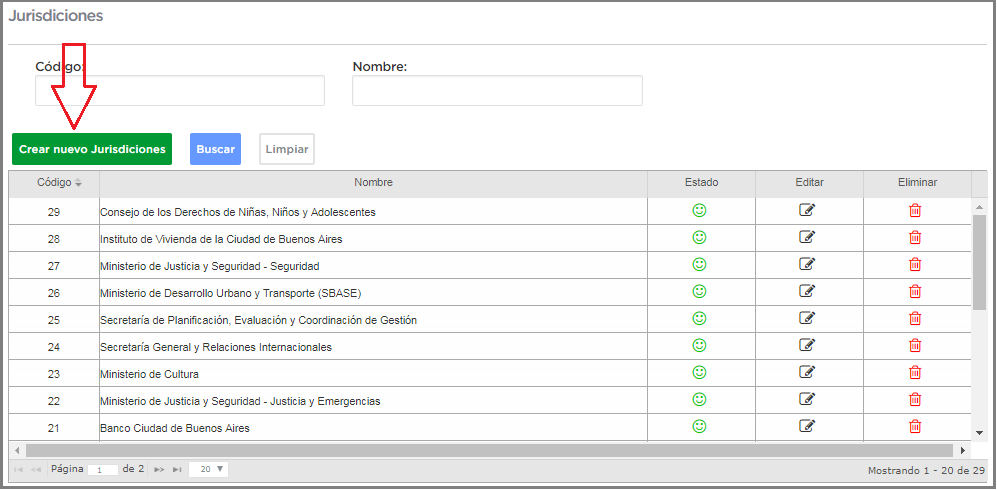 Jurisdiciones
Código: Nombre:
Crear nuevo Jurisdiciones Buscar Limpiar
Código Nombre Estado Editar Eliminar
29 Consejo de los Derechos de Niñas, Niños y Adolescentes
28 Instituto de Vivienda de la Ciudad de Buenos Aires
27 Ministerio de Justicia y Seguridad - Seguridad
26 Ministerio de Desarrollo Urbano y Transporte (SBASE)
25 Secretaría de Planificación, Evaluación y Coordinación de Gestión
24 Secretaría General y Relaciones Internacionales
23 Ministerio de Cultura
22 Ministerio de Justicia y Seguridad - Justicia y Emergencias
21 Banco Ciudad de Buenos Aires
Página 1 de 2 20 Mostrando 1 - 20 de 29